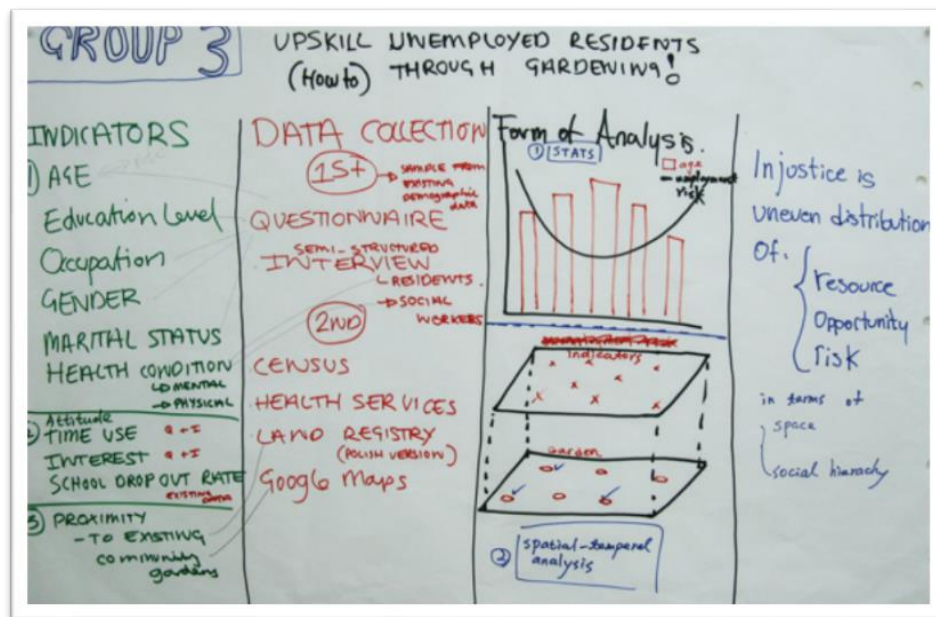 GROUP 3
UPSKILL UNEMPLOYED RESIDENTS
(How to) THROUGH GARDENING!
INDICATORS
1) AGE
Education Level
Occupation
GENDER
MARITAL STATUS
HEALTH CONDITION
MENTAL
PHYSICAL
2 Attitude
TIME USE Q + I
INTEREST Q + I
SCHOOL DROP OUT RATE
EXISTING DATA
3) PROXIMITY
- TO EXISTING
community
gardens
DATA COLLECTION
1st
SAMPLE FROM
EXISTING
Demographic
data
QUESTIONNAIRE
SEMI-STRUCTURED
INTERVIEW
RESIDENTS
SOCIAL
WORKERS
2ND
CENSUS
HEALTH SERVICES
LAND REGISTRY
(POLISH VERSION)
Google Maps
Form of Analysis.
1 STATS
age
risk
indicators
Garden
2 spatial-temporal
analysis
Injustice is
uneven distribution
Of.
resource
Opportunity
risk
in terms of
space
social hierarchy